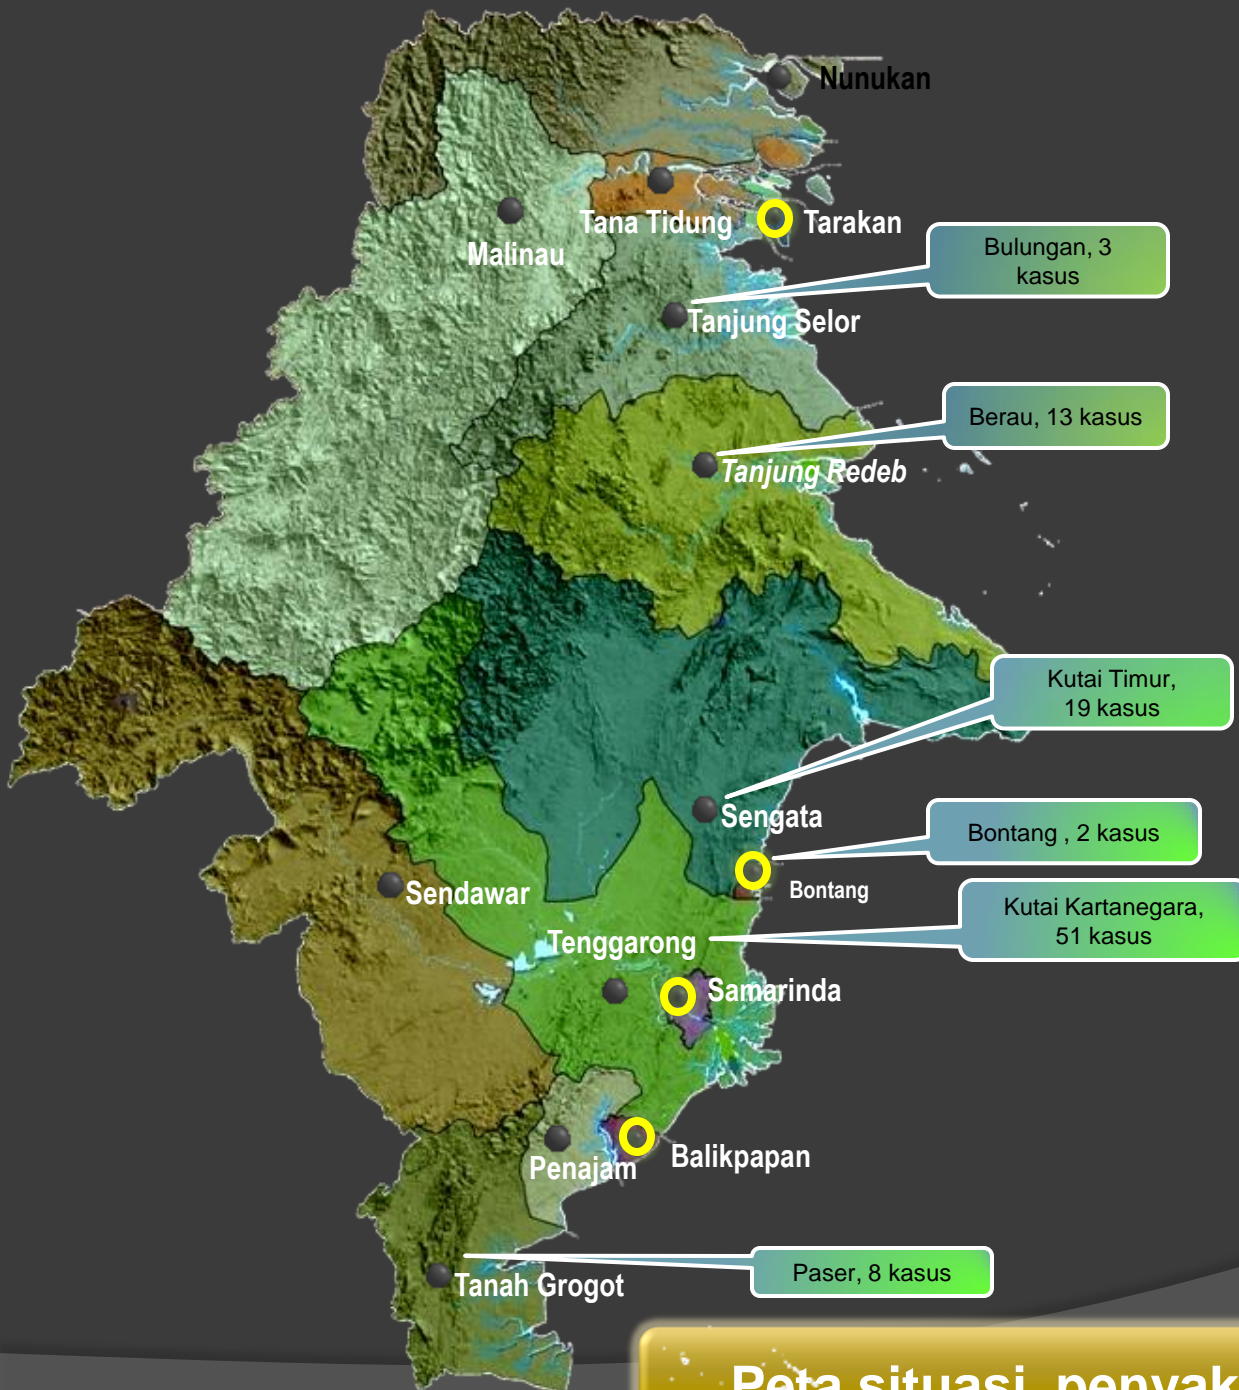 Nunukan
Tana Tidung
Tarakan
Malinau
Bulungan, 3
kasus
Tanjung Selor
Berau, 13 kasus
Tanjung Redeb
Kutai Timur,
19 kasus
Sengata
Bontang , 2 kasus
Bontang
Sendawar
Kutai Kartanegara,
51 kasus
Tenggarong
Samarinda
Balikpapan
Penajam
Paser, 8 kasus
Tanah Grogot
Peta situasi